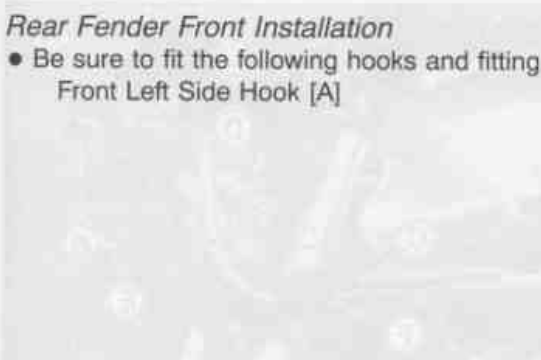 Rear Fender Front Installation
● Be sure to fit the following hooks and fitting
Front Left Side Hook [A]